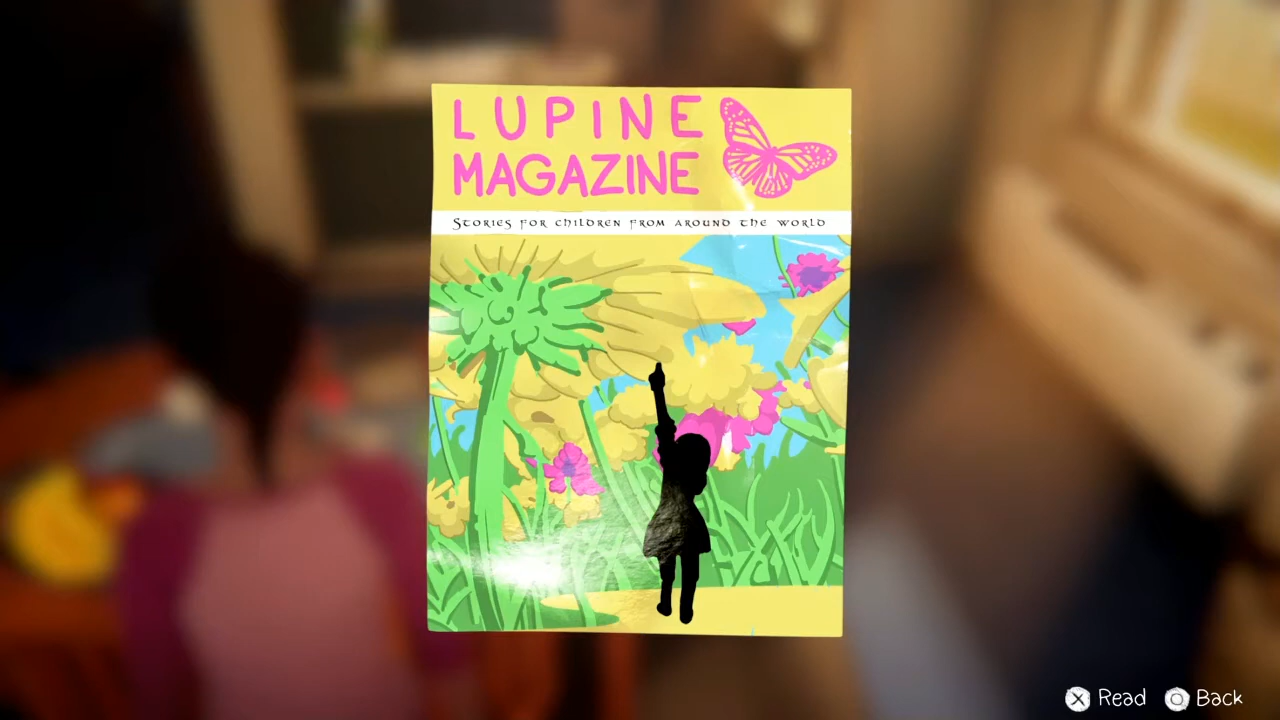 LUPINE
MAGAZINE
Stories for children from around the world
Read
Back